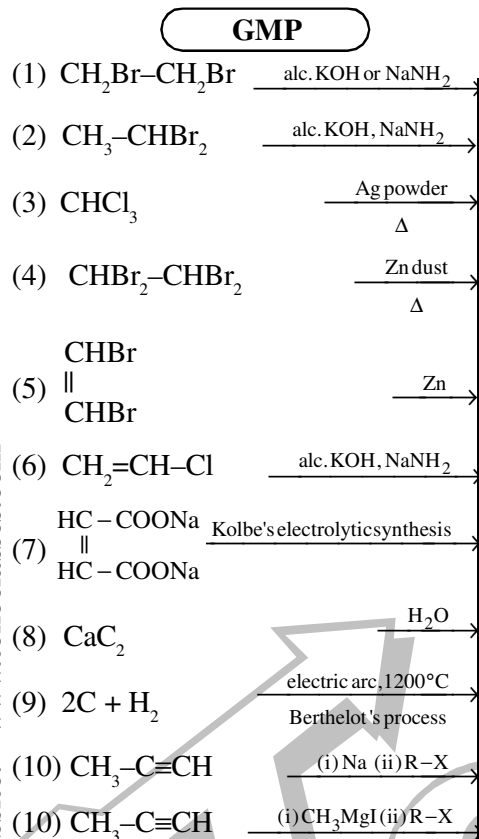 GMP
(1) CH₂Br–CH₂Br alc. KOH or NaNH₂
(2) CH₃–CHBr₂ alc. KOH, NaNH₂
(3) CHCl₃ Ag powder
Δ
(4) CHBr₂–CHBr₂ Zn dust
Δ
CHBr
(5) || Zn
CHBr
(6) CH₂=CH–Cl alc. KOH, NaNH₂
HC – COONa
(7) || Kolbe's electrolytic synthesis
HC – COONa
(8) CaC₂ H₂O
(9) 2C + H₂ electric arc, 1200°C
Berthelot's process
(10) CH₃–C≡CH (i) Na (ii) R–X
(10) CH₃–C≡CH (i) CH₃MgI (ii) R–X